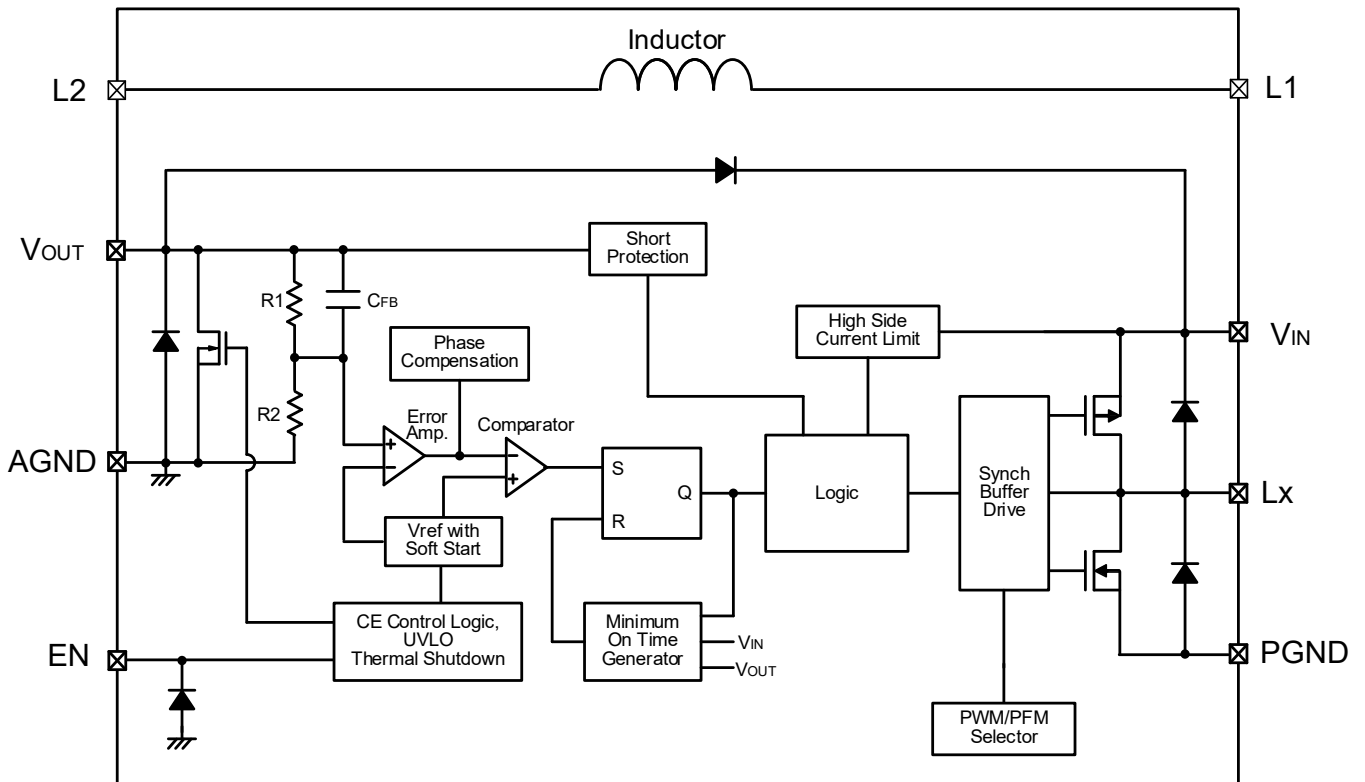 Inductor
L2
L1
VOUT
Short
Protection
R1
CFB
High Side
Current Limit
VIN
Phase
Compensation
R2
Error
Amp.
Comparator
+
−
−
+
AGND
S
Q
R
Logic
Synch
Buffer
Drive
Lx
Vref with
Soft Start
CE Control Logic,
UVLO
Thermal Shutdown
Minimum
On Time
Generator
VIN
VOUT
EN
PGND
PWM/PFM
Selector